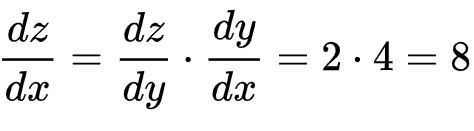 dz/dx = dz/dy · dy/dx = 2 · 4 = 8